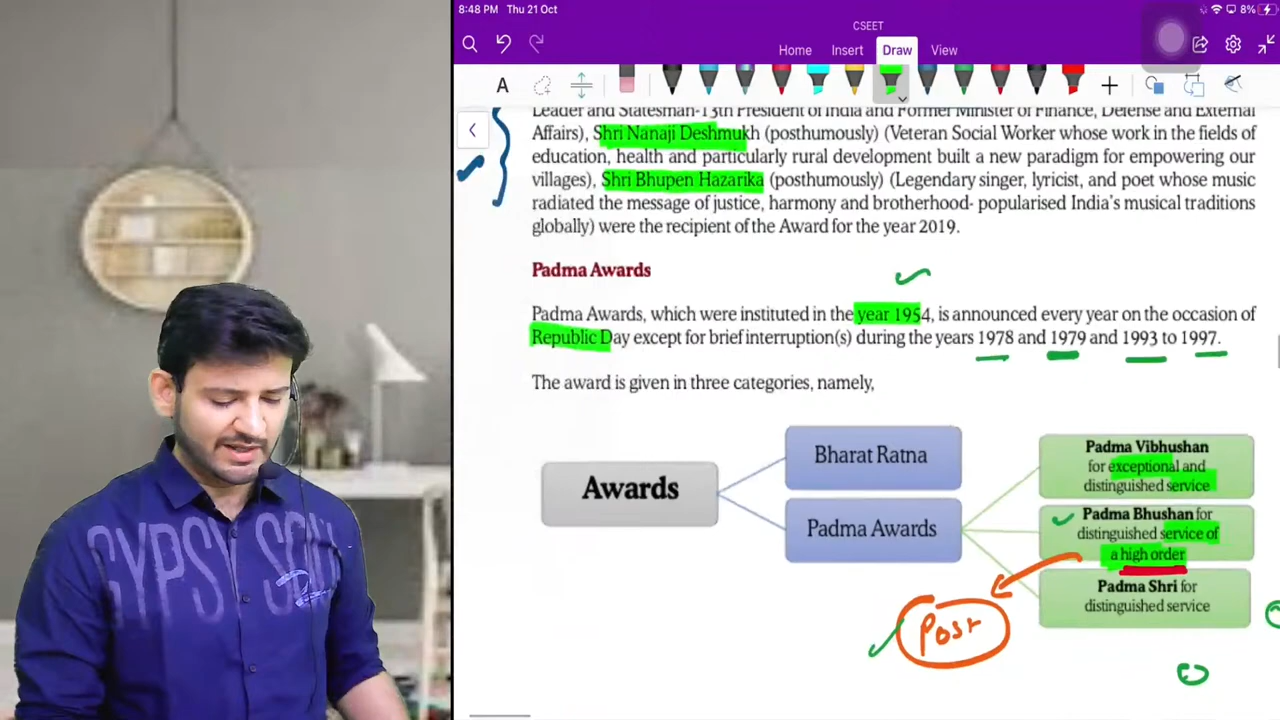 8:48 PM Thu 21 Oct
8%
CSEET
Home Insert Draw View
A
Leader and Statesman-13th President of India and Former Minister of Finance, Defense and External
Affairs), Shri Nanaji Deshmukh (posthumously) (Veteran Social Worker whose work in the fields of
education, health and particularly rural development built a new paradigm for empowering our
villages), Shri Bhupen Hazarika (posthumously) (Legendary singer, lyricist, and poet whose music
radiated the message of justice, harmony and brotherhood- popularised India's musical traditions
globally) were the recipient of the Award for the year 2019.
Padma Awards
Padma Awards, which were instituted in the year 1954, is announced every year on the occasion of
Republic Day except for brief interruption(s) during the years 1978 and 1979 and 1993 to 1997.
The award is given in three categories, namely,
Awards
Bharat Ratna
Padma Awards
Padma Vibhushan
for exceptional and
distinguished service
Padma Bhushan for
distinguished service of
a high order
Padma Shri for
distinguished service
Post
GYPSY SOUL